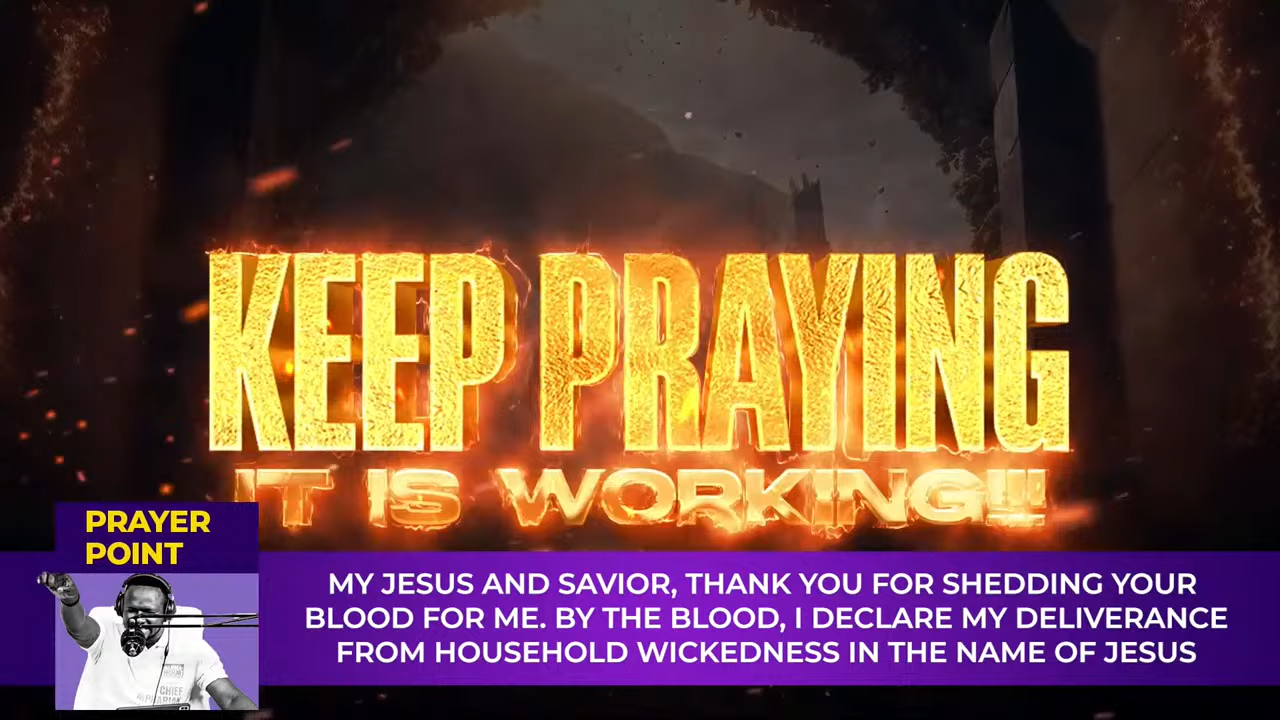 KEEP PRAYING
IT IS WORKING!!!
PRAYER
POINT
MY JESUS AND SAVIOR, THANK YOU FOR SHEDDING YOUR
BLOOD FOR ME. BY THE BLOOD, I DECLARE MY DELIVERANCE
FROM HOUSEHOLD WICKEDNESS IN THE NAME OF JESUS
CHIEF